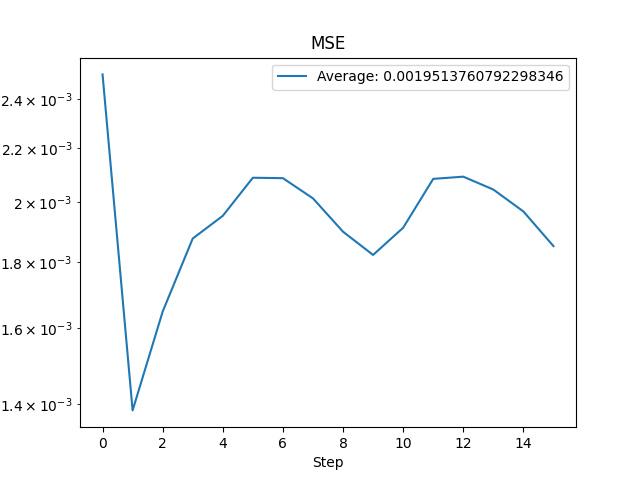 MSE
Average: 0.0019513760792298346
2.4 × 10⁻³
2.2 × 10⁻³
2 × 10⁻³
1.8 × 10⁻³
1.6 × 10⁻³
1.4 × 10⁻³
0 2 4 6 8 10 12 14
Step